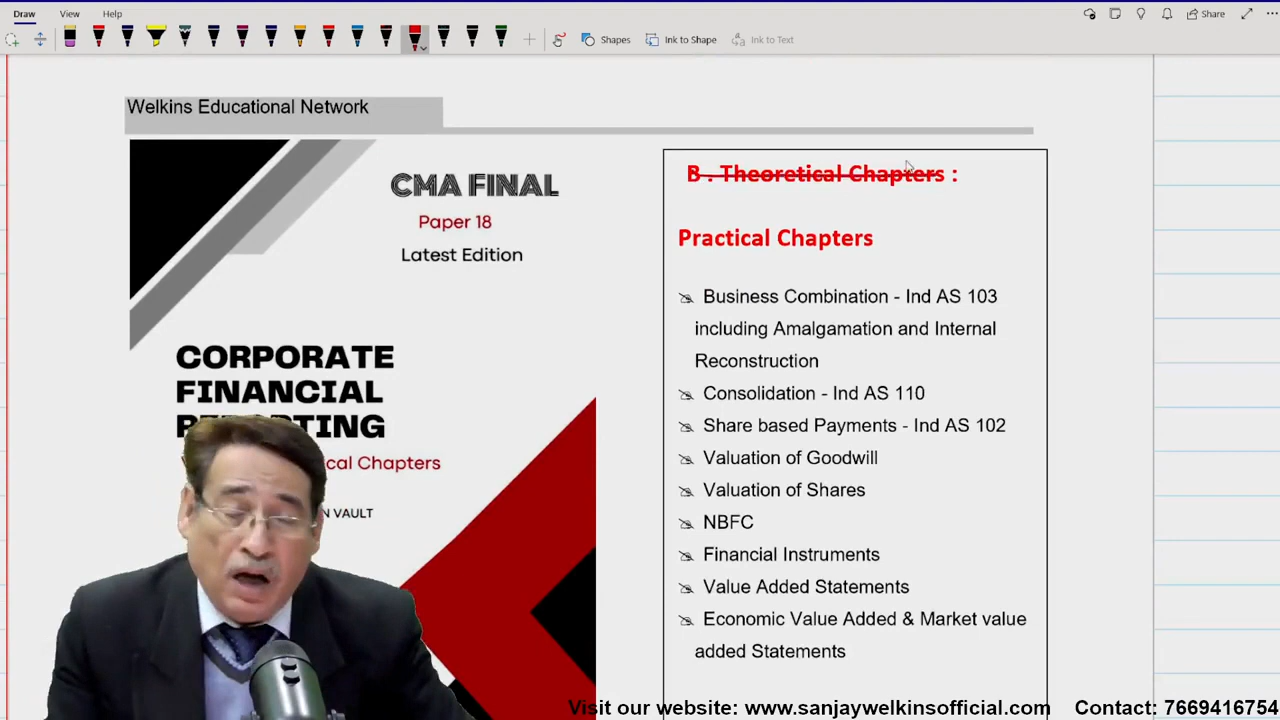 Draw View Help
Share
Shapes Ink to Shape Ink to Text
Welkins Educational Network
CMA FINAL
Paper 18
Latest Edition
CORPORATE
FINANCIAL
cal Chapters
N VAULT
B . Theoretical Chapters :
Practical Chapters
Business Combination - Ind AS 103
including Amalgamation and Internal
Reconstruction
Consolidation - Ind AS 110
Share based Payments - Ind AS 102
Valuation of Goodwill
Valuation of Shares
NBFC
Financial Instruments
Value Added Statements
Economic Value Added & Market value
added Statements
Visit our website: www.sanjaywelkinsofficial.com Contact: 7669416754